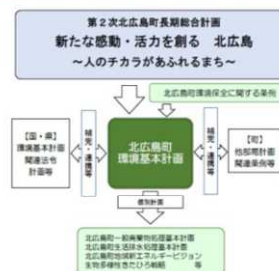 第２次北広島町長期総合計画
新たな感動・活力を創る　北広島
～人のチカラがあふれるまち～
北広島町環境保全に関する条例
【国・県】
環境基本計画
関連法令
計画等
補完・連携等
北広島町
環境基本計画
補完・連携等
【町】
他部門計画
関連条例等
個別計画
北広島町一般廃棄物処理基本計画
北広島町生活排水処理基本計画
北広島町地域新エネルギービジョン
生物多様性きたひろ戦略　等